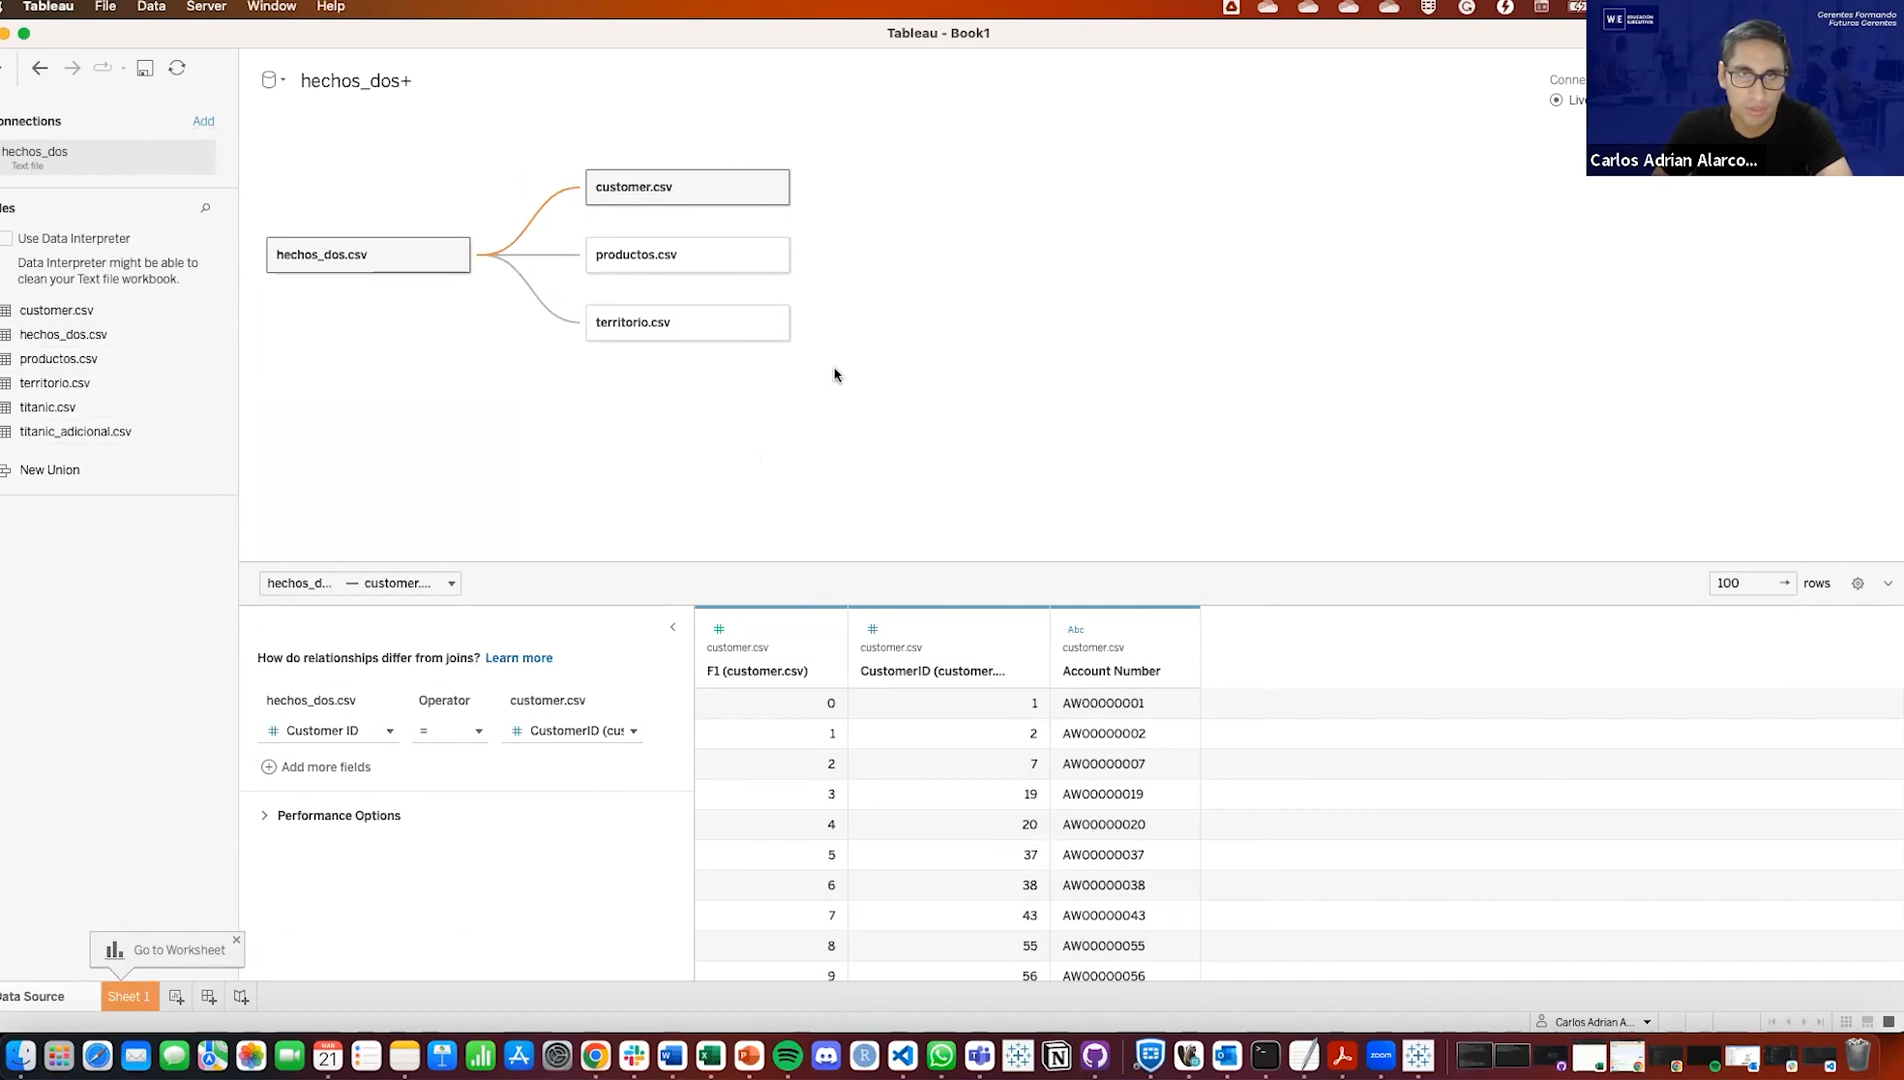 Tableau File Data Server Window Help
Tableau - Book1
W|E EDUCACIÓN
EJECUTIVA
Gerentes Formando
Futuros Gerentes
Carlos Adrian Alarco...
hechos_dos+
Conne
Live
onnections Add
hechos_dos
Text file
les
Use Data Interpreter
Data Interpreter might be able to
clean your Text file workbook.
customer.csv
hechos_dos.csv
productos.csv
territorio.csv
titanic.csv
titanic_adicional.csv
New Union
hechos_dos.csv
customer.csv
productos.csv
territorio.csv
hechos_d... — customer....
100 → rows
How do relationships differ from joins? Learn more
hechos_dos.csv Operator customer.csv
# Customer ID = # CustomerID (cus
Add more fields
Performance Options
# # Abc
customer.csv customer.csv customer.csv
F1 (customer.csv) CustomerID (customer.... Account Number
0 1 AW00000001
1 2 AW00000002
2 7 AW00000007
3 19 AW00000019
4 20 AW00000020
5 37 AW00000037
6 38 AW00000038
7 43 AW00000043
8 55 AW00000055
9 56 AW00000056
Go to Worksheet
Data Source Sheet 1
Carlos Adrian A...
MAR
21
zoom